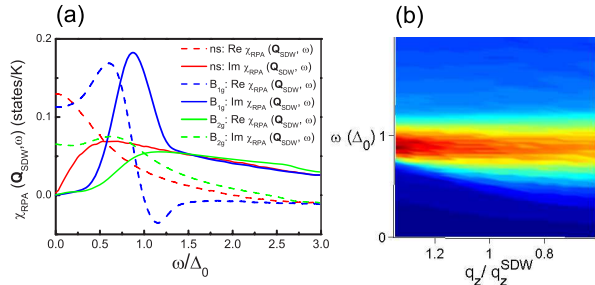 (a)
(b)
0.2
0.1
0.0
χRPA (QSDW,ω) (states/K)
ns: Re χRPA (QSDW, ω)
ns: Im χRPA (QSDW, ω)
B1g: Re χRPA (QSDW, ω)
B1g: Im χRPA (QSDW, ω)
B2g: Re χRPA (QSDW, ω)
B2g: Im χRPA (QSDW, ω)
0.0 0.5 1.0 1.5 2.0 2.5 3.0
ω/Δ0
ω (Δ0) 1
0
1.2 1 0.8
qz/ qzSDW